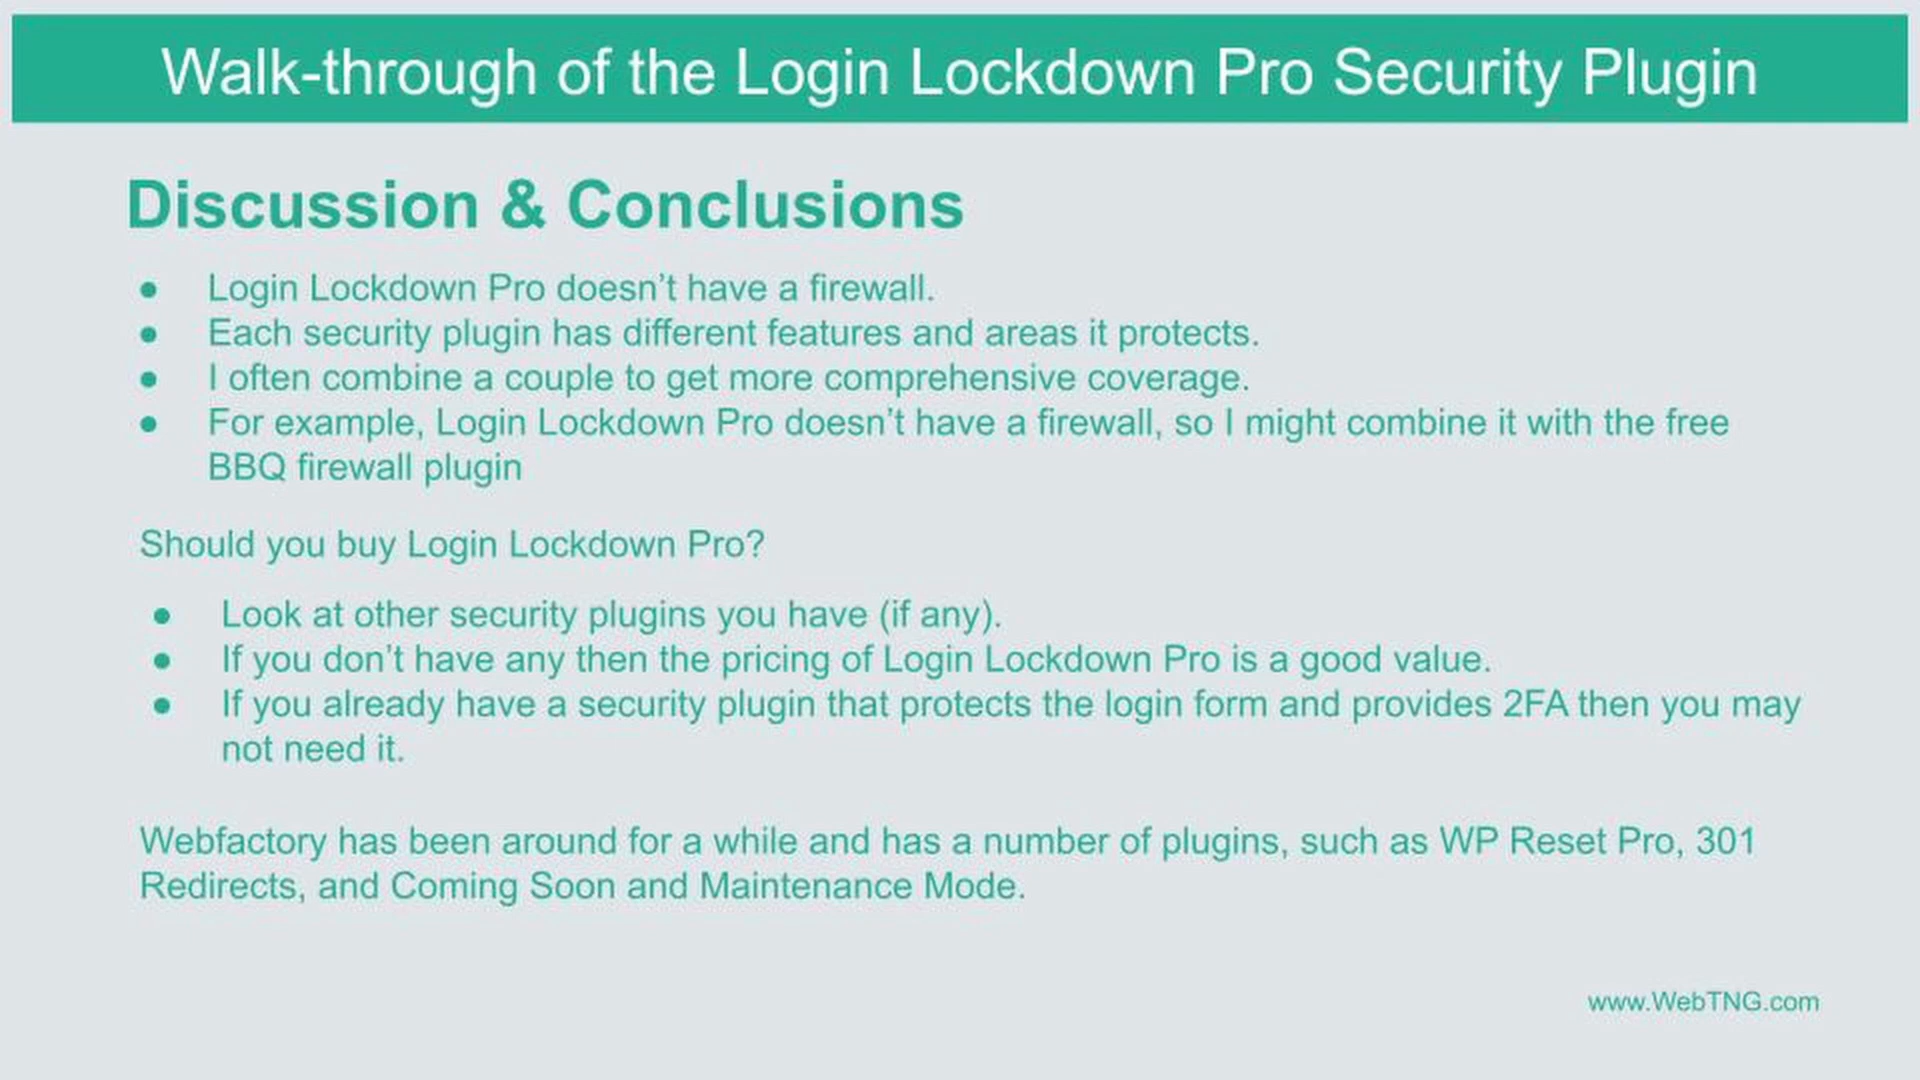 Walk-through of the Login Lockdown Pro Security Plugin
Discussion & Conclusions
● Login Lockdown Pro doesn’t have a firewall.
● Each security plugin has different features and areas it protects.
● I often combine a couple to get more comprehensive coverage.
● For example, Login Lockdown Pro doesn’t have a firewall, so I might combine it with the free
BBQ firewall plugin
Should you buy Login Lockdown Pro?
● Look at other security plugins you have (if any).
● If you don’t have any then the pricing of Login Lockdown Pro is a good value.
● If you already have a security plugin that protects the login form and provides 2FA then you may
not need it.
Webfactory has been around for a while and has a number of plugins, such as WP Reset Pro, 301
Redirects, and Coming Soon and Maintenance Mode.
www.WebTNG.com